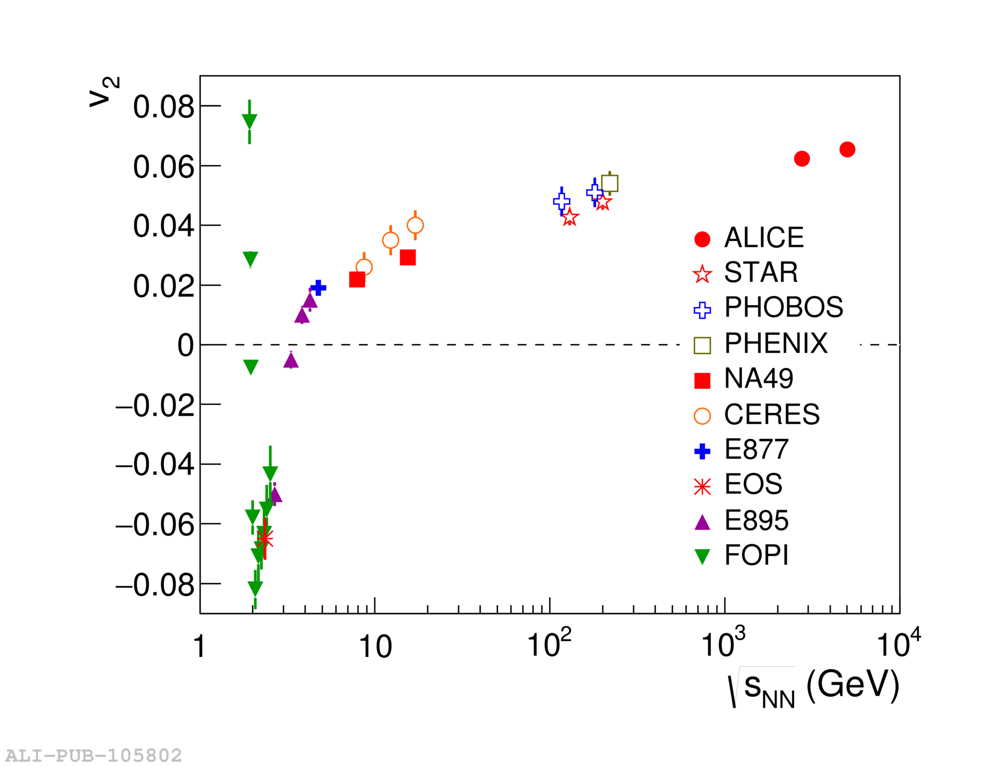 v2
0.08
0.06
0.04
0.02
0
−0.02
−0.04
−0.06
−0.08
ALICE
STAR
PHOBOS
PHENIX
NA49
CERES
E877
EOS
E895
FOPI
1 10 10^2 10^3 10^4
√sNN (GeV)
ALI-PUB-105802